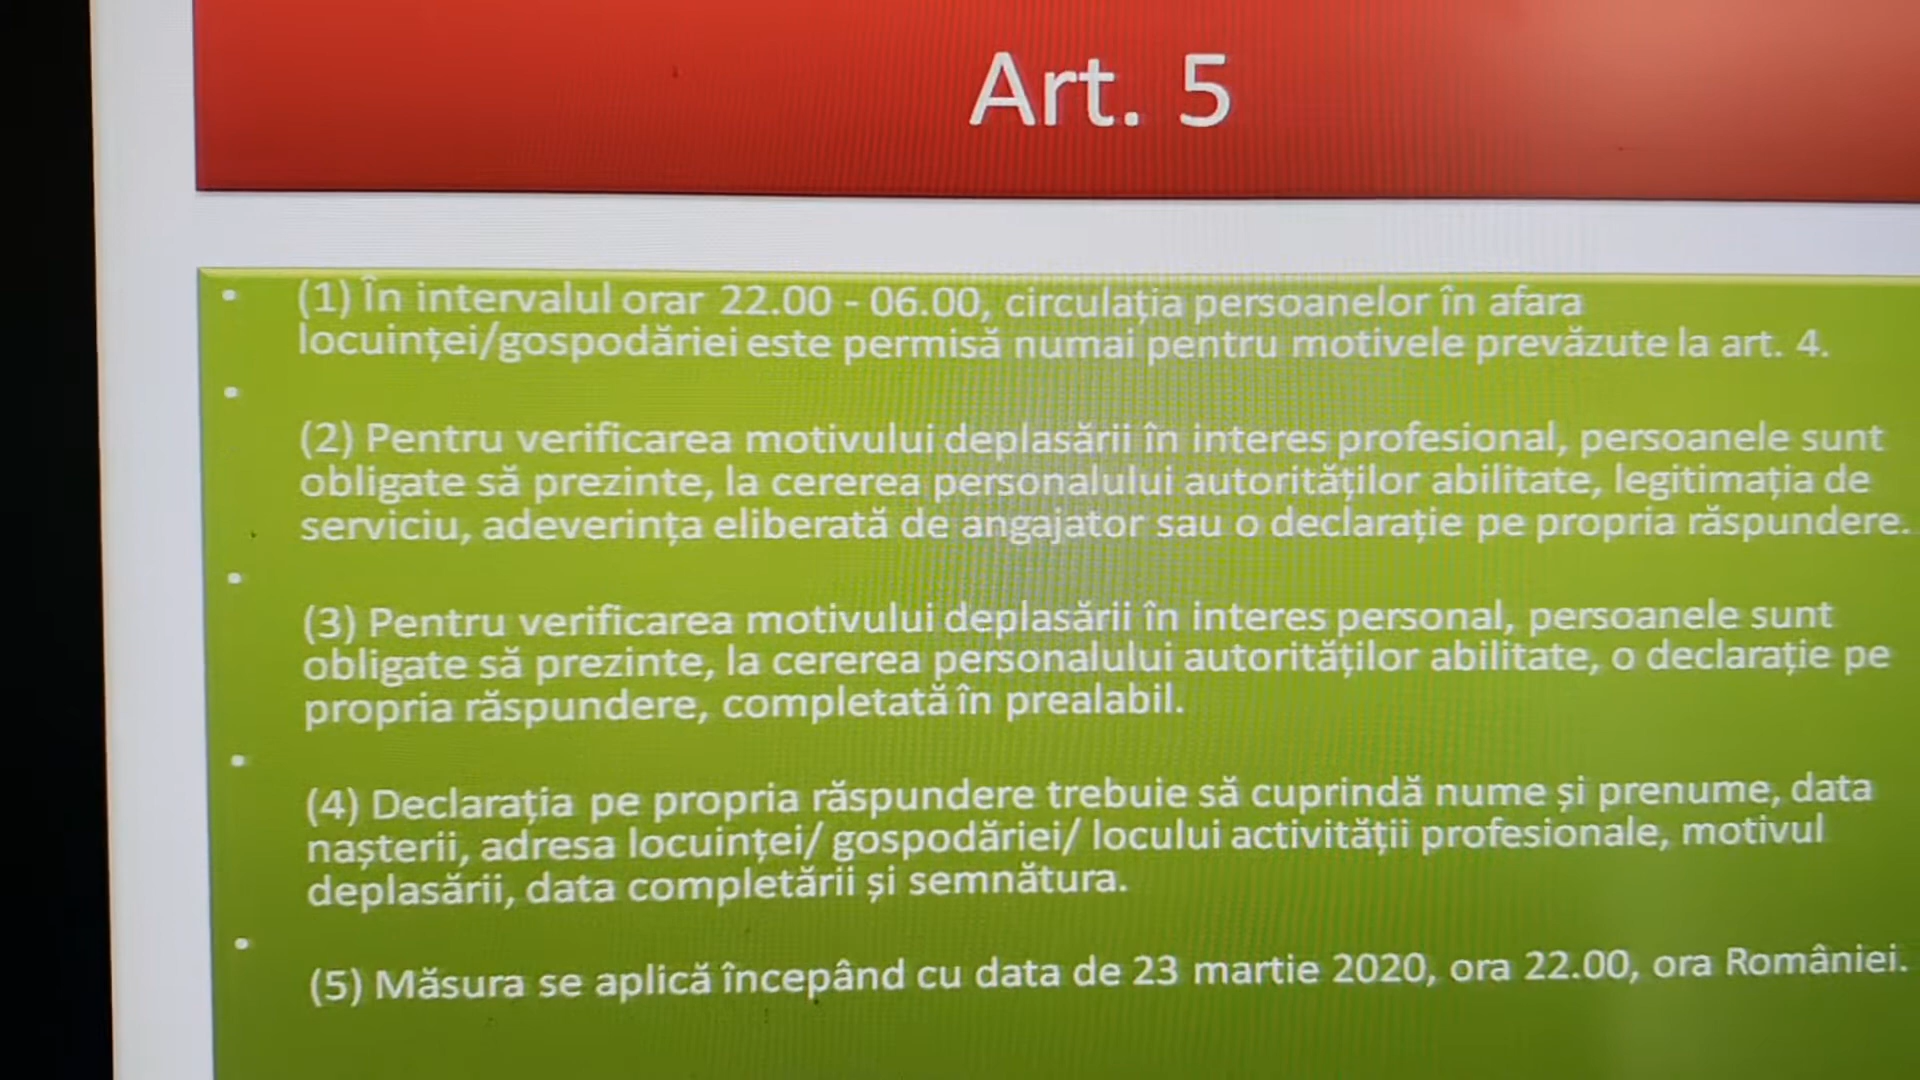 Art. 5
(1) În intervalul orar 22.00 - 06.00, circulația persoanelor în afara
locuinței/gospodăriei este permisă numai pentru motivele prevăzute la art. 4.
(2) Pentru verificarea motivului deplasării în interes profesional, persoanele sunt
obligate să prezinte, la cererea personalului autorităților abilitate, legitimația de
serviciu, adeverința eliberată de angajator sau o declarație pe propria răspundere.
(3) Pentru verificarea motivului deplasării în interes personal, persoanele sunt
obligate să prezinte, la cererea personalului autorităților abilitate, o declarație pe
propria răspundere, completată în prealabil.
(4) Declarația pe propria răspundere trebuie să cuprindă nume și prenume, data
nașterii, adresa locuinței/ gospodăriei/ locului activității profesionale, motivul
deplasării, data completării și semnătura.
(5) Măsura se aplică începând cu data de 23 martie 2020, ora 22.00, ora României.